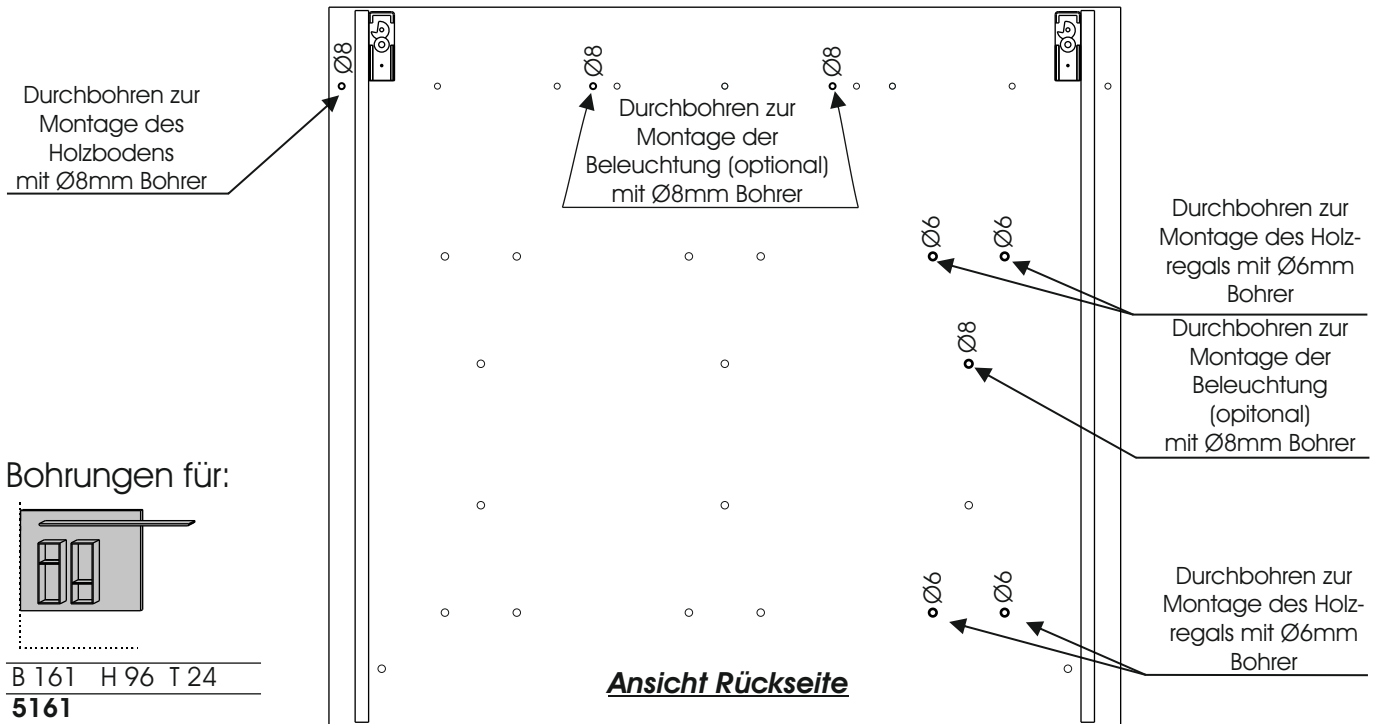 Ø8
Ø8
Ø8
Durchbohren zur
Montage des
Holzbodens
mit Ø8mm Bohrer
Durchbohren zur
Montage der
Beleuchtung (optional)
mit Ø8mm Bohrer
Ø6
Ø6
Durchbohren zur
Montage des Holz-
regals mit Ø6mm
Bohrer
Ø8
Durchbohren zur
Montage der
Beleuchtung
(opitonal)
mit Ø8mm Bohrer
Bohrungen für:
B 161 H 96 T 24
5161
Ø6
Ø6
Durchbohren zur
Montage des Holz-
regals mit Ø6mm
Bohrer
Ansicht Rückseite